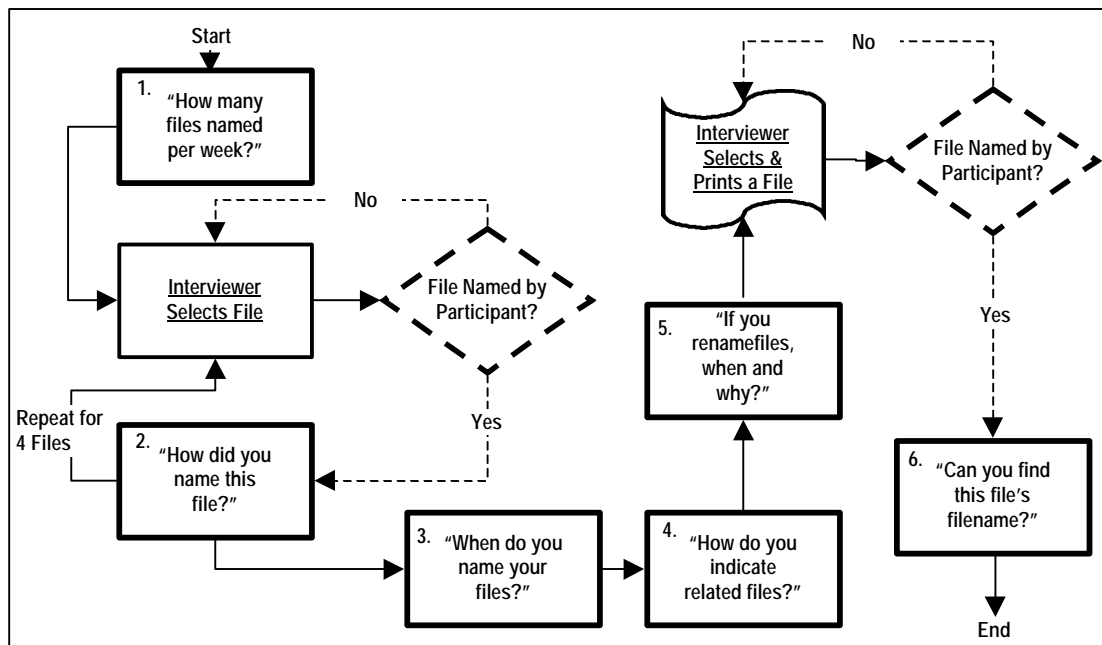 Start
1.
“How many
files named
per week?”
No
Interviewer
Selects File
File Named by
Participant?
Yes
Repeat for
4 Files
2.
“How did you
name this
file?”
3.
“When do you
name your
files?”
4.
“How do you
indicate
related files?”
5.
“If you
renamefiles,
when and
why?”
No
Interviewer
Selects &
Prints a File
File Named by
Participant?
Yes
6.
“Can you find
this file’s
filename?”
End